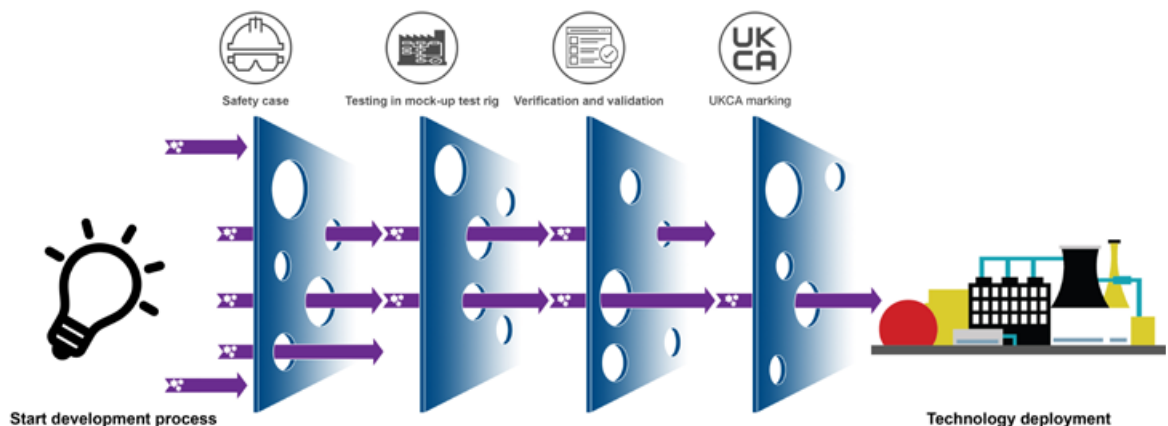 UK
CA
Safety case
Testing in mock-up test rig
Verification and validation
UKCA marking
Start development process
Technology deployment